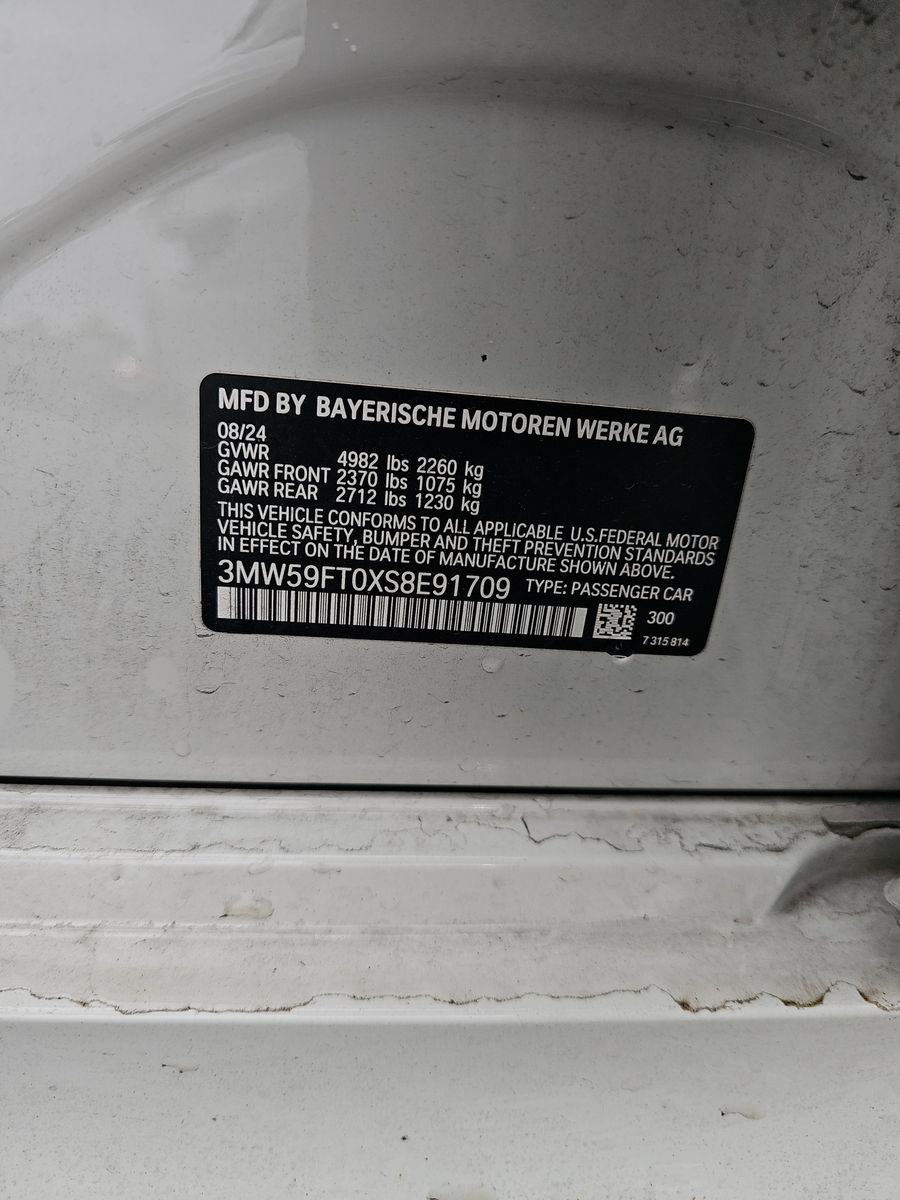 MFD BY BAYERISCHE MOTOREN WERKE AG
08/24
GVWR 4982 lbs 2260 kg
GAWR FRONT 2370 lbs 1075 kg
GAWR REAR 2712 lbs 1230 kg
THIS VEHICLE CONFORMS TO ALL APPLICABLE U.S.FEDERAL MOTOR
VEHICLE SAFETY, BUMPER AND THEFT PREVENTION STANDARDS
IN EFFECT ON THE DATE OF MANUFACTURE SHOWN ABOVE.
3MW59FT0XS8E91709 TYPE: PASSENGER CAR
300
7 315 814